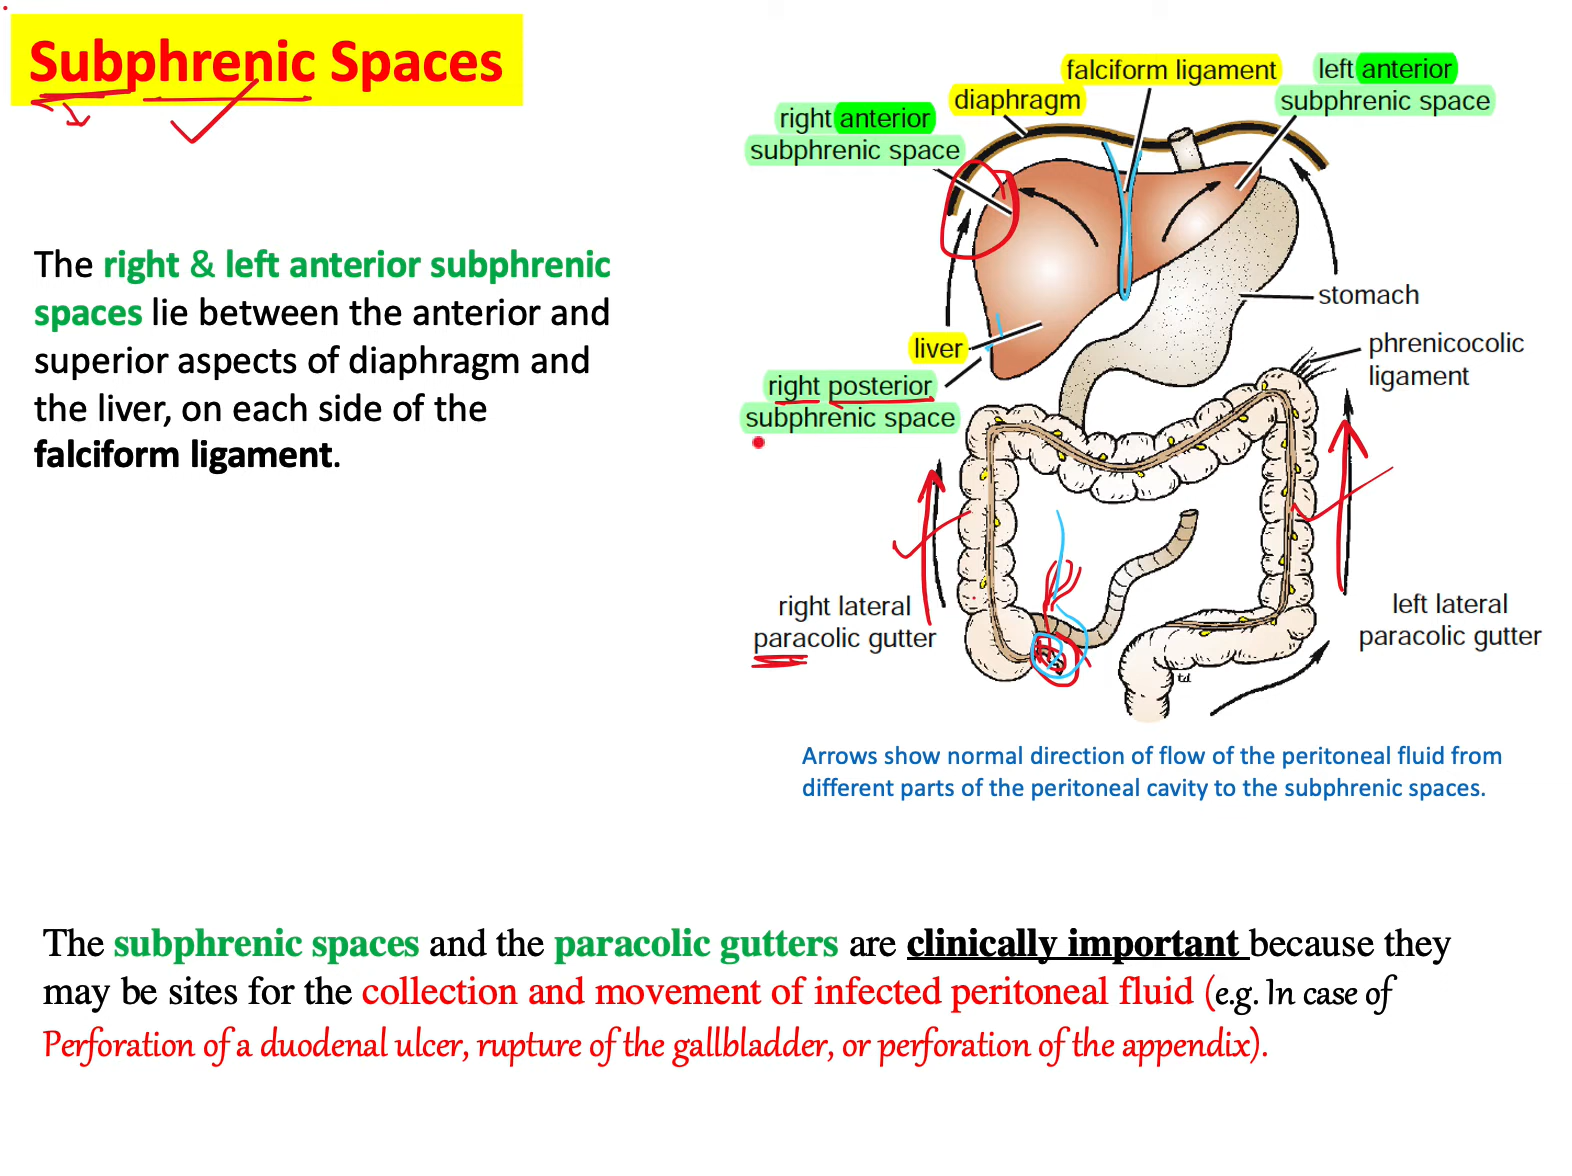 Subphrenic Spaces
The right & left anterior subphrenic
spaces lie between the anterior and
superior aspects of diaphragm and
the liver, on each side of the
falciform ligament.
falciform ligament
left anterior
subphrenic space
diaphragm
right anterior
subphrenic space
stomach
phrenicocolic
ligament
liver
right posterior
subphrenic space
right lateral
paracolic gutter
left lateral
paracolic gutter
td
Arrows show normal direction of flow of the peritoneal fluid from
different parts of the peritoneal cavity to the subphrenic spaces.
The subphrenic spaces and the paracolic gutters are clinically important because they
may be sites for the collection and movement of infected peritoneal fluid (e.g. In case of
Perforation of a duodenal ulcer, rupture of the gallbladder, or perforation of the appendix).